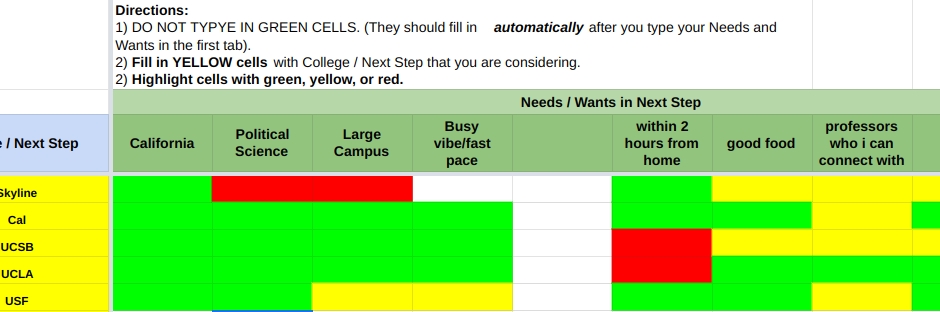 Directions:
1) DO NOT TYPYE IN GREEN CELLS. (They should fill in automatically after you type your Needs and
Wants in the first tab).
2) Fill in YELLOW cells with College / Next Step that you are considering.
2) Highlight cells with green, yellow, or red.
Needs / Wants in Next Step
/ Next Step
California
Political
Science
Large
Campus
Busy
vibe/fast
pace
within 2
hours from
home
good food
professors
who i can
connect with
Skyline
Cal
UCSB
UCLA
USF